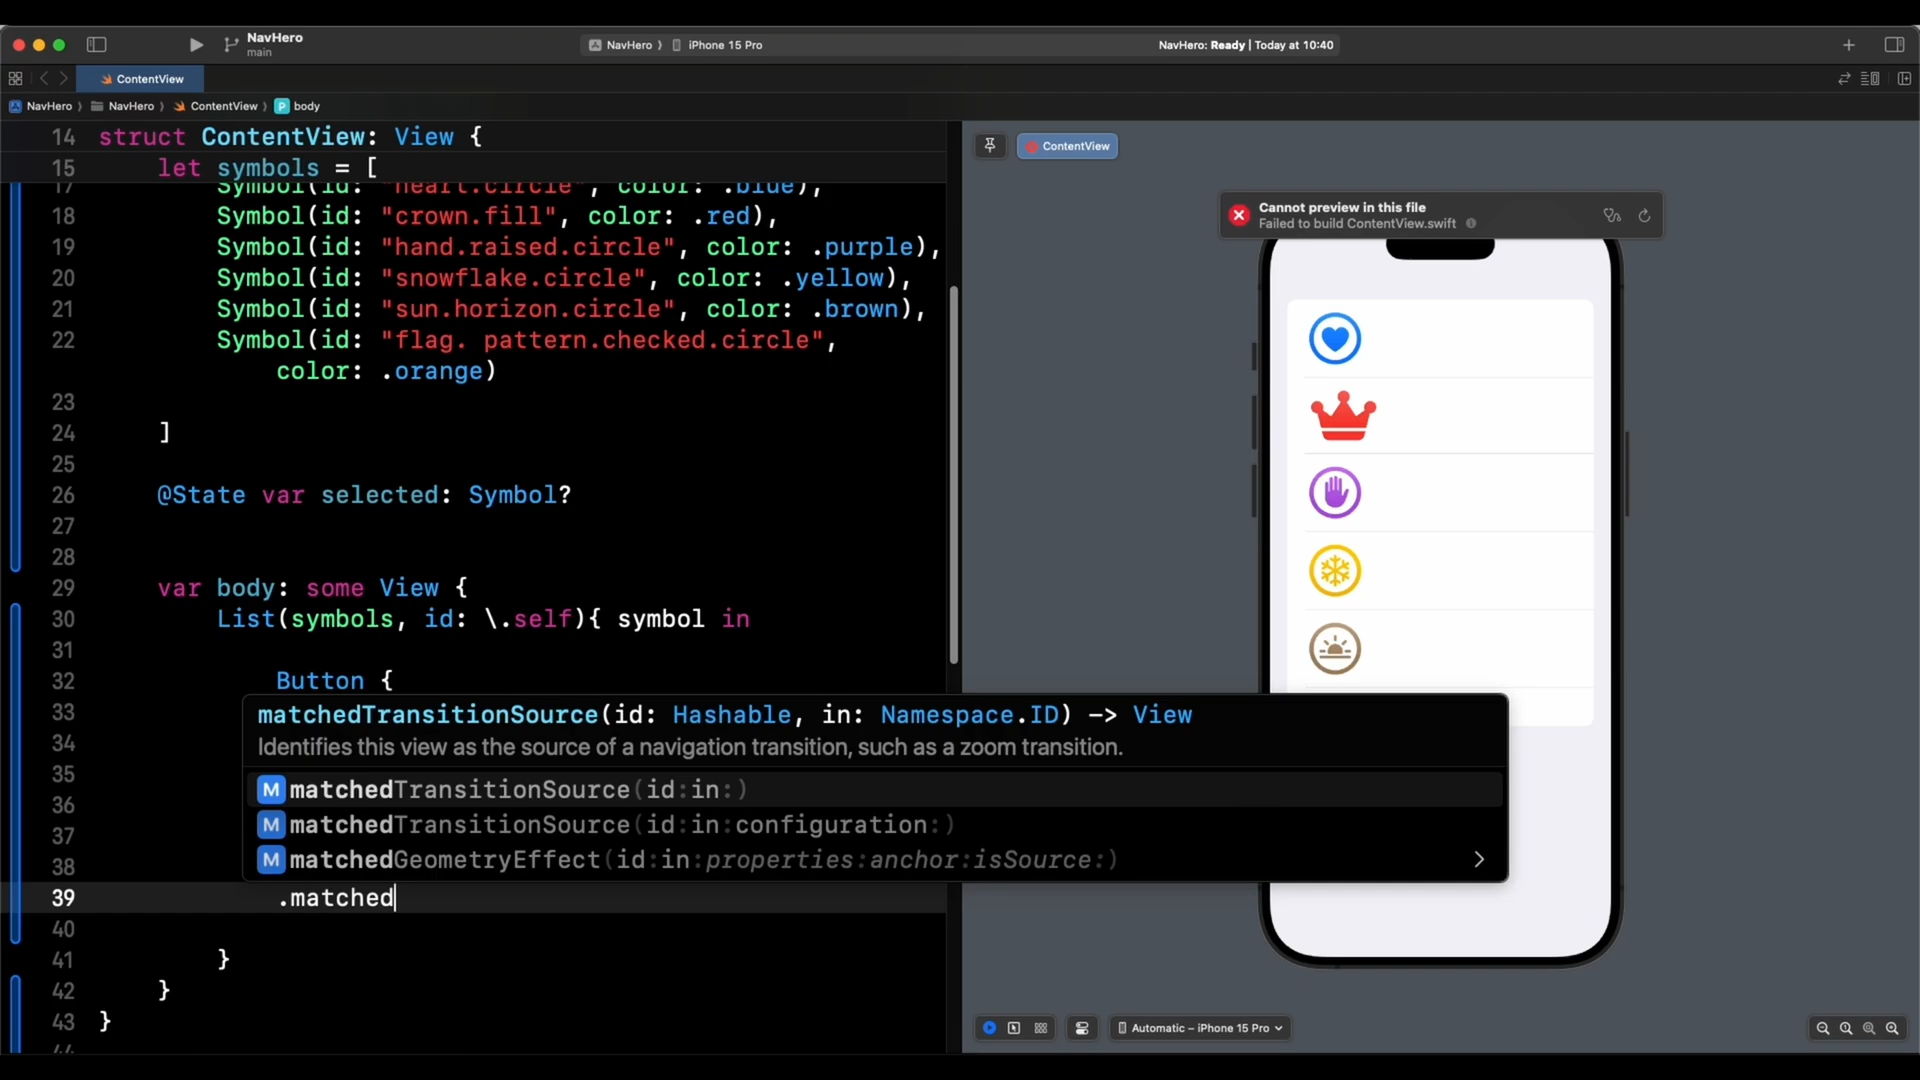 NavHero
main
NavHero 〉 iPhone 15 Pro
NavHero: Ready | Today at 10:40
ContentView
NavHero 〉 NavHero 〉 ContentView 〉 P body
14 struct ContentView: View {
15 let symbols = [
17 Symbol(id: "heart.circle", color: .blue),
18 Symbol(id: "crown.fill", color: .red),
19 Symbol(id: "hand.raised.circle", color: .purple),
20 Symbol(id: "snowflake.circle", color: .yellow),
21 Symbol(id: "sun.horizon.circle", color: .brown),
22 Symbol(id: "flag. pattern.checked.circle",
color: .orange)
23
24 ]
25
26 @State var selected: Symbol?
27
28
29 var body: some View {
30 List(symbols, id: \.self){ symbol in
31
32 Button {
33
34
35
36
37
38
matchedTransitionSource(id: Hashable, in: Namespace.ID) -> View
Identifies this view as the source of a navigation transition, such as a zoom transition.
M matchedTransitionSource(id:in:)
M matchedTransitionSource(id:in:configuration:)
M matchedGeometryEffect(id:in:properties:anchor:isSource:)
39 .matched
40
41 }
42 }
43 }
44
ContentView
Cannot preview in this file
Failed to build ContentView.swift
Automatic – iPhone 15 Pro